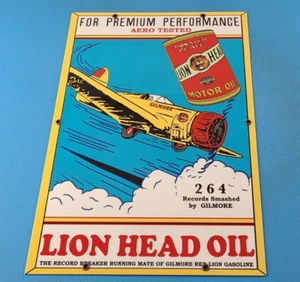 FOR PREMIUM PERFORMANCE
AERO TESTED
LION HEAD
MOTOR OIL
GILMORE
264
Records Smashed
by GILMORE
LION HEAD OIL
THE RECORD BREAKER RUNNING MATE OF GILMORE RED LION GASOLINE